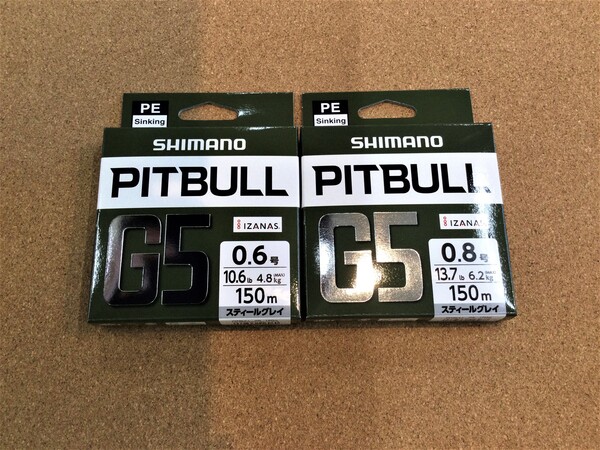 PE
Sinking
SHIMANO
PITBULL
G5
IZANAS
0.6号
10.6lb 4.8kg (MAX)
150m
スティールグレイ
PE
Sinking
SHIMANO
PITBULL
G5
IZANAS
0.8号
13.7lb 6.2kg (MAX)
150m
スティールグレイ